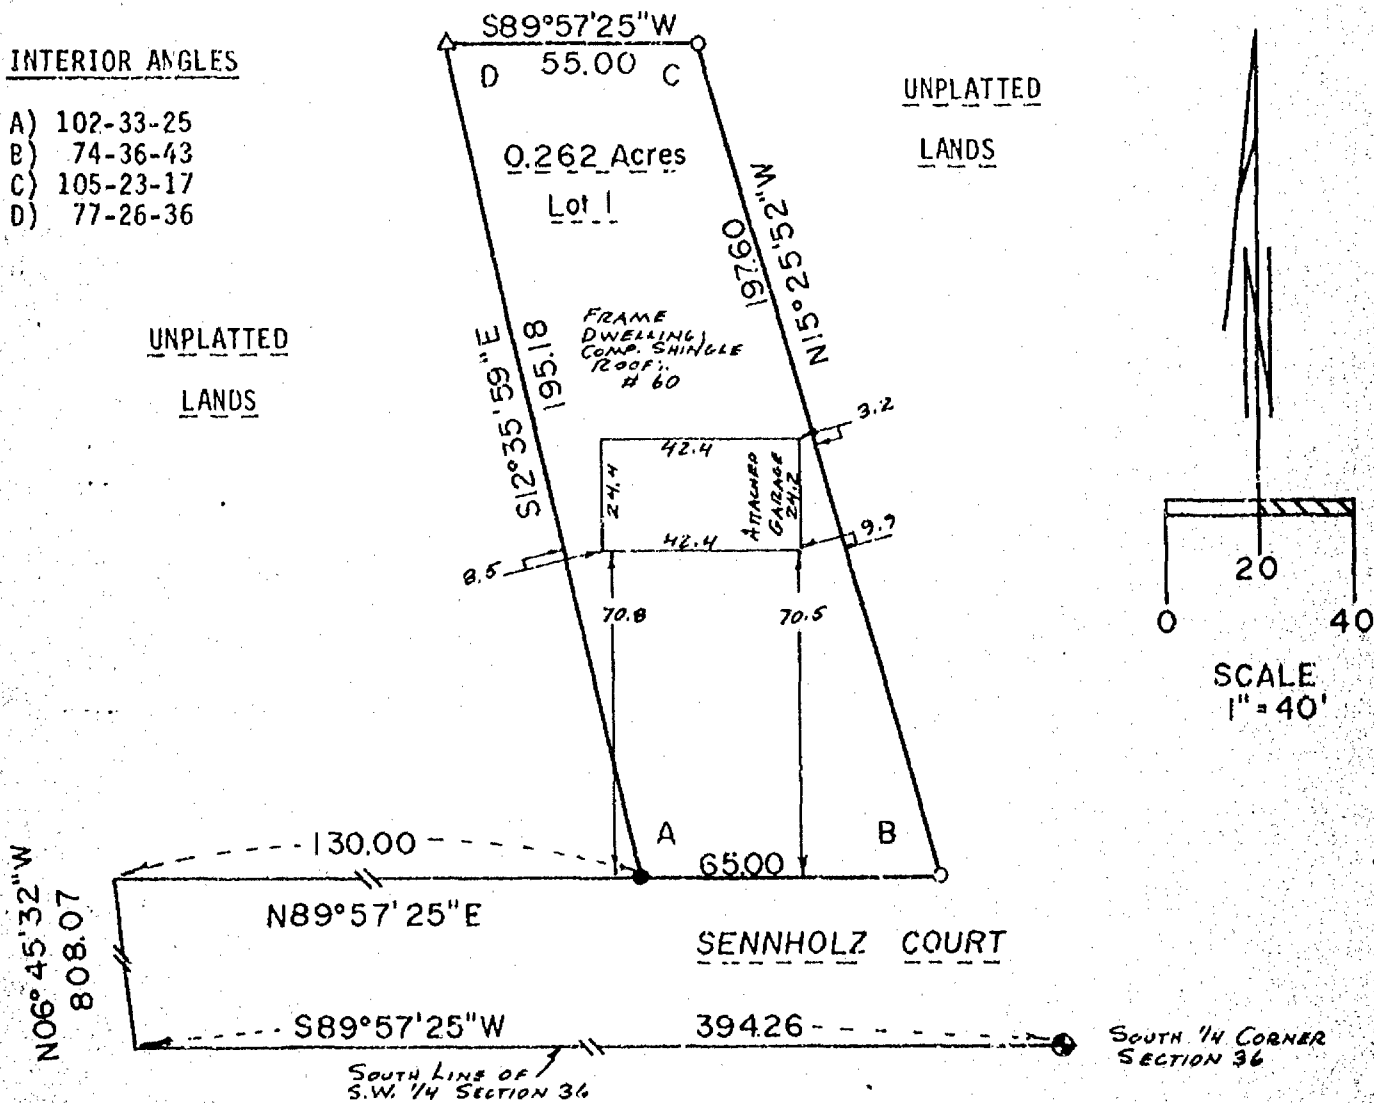 INTERIOR ANGLES
A) 102-33-25
B) 74-36-43
C) 105-23-17
D) 77-26-36
S89°57'25"W
55.00
D
C
0.262 Acres
Lot 1
UNPLATTED
LANDS
N15°25'52"W
197.60
UNPLATTED
LANDS
S12°35'59"E
195.18
FRAME
DWELLING;
COMP. SHINGLE
ROOF;
# 60
3.2
42.4
24.4
ATTACHED
GARAGE
24.2
42.4
9.9
8.5
70.8
70.5
20
0
40
SCALE
1" = 40'
A
B
130.00
65.00
N89°57'25"E
SENNHOLZ COURT
N06°45'32"W
808.07
S89°57'25"W
394.26
SOUTH 1/4 CORNER
SECTION 36
SOUTH LINE OF
S.W. 1/4 SECTION 36